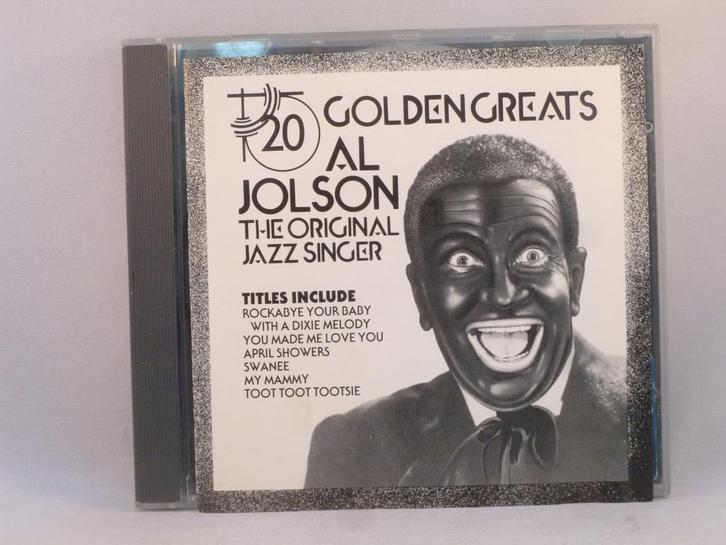 20 GOLDEN GREATS
AL
JOLSON
THE ORIGINAL
JAZZ SINGER
TITLES INCLUDE
ROCKABYE YOUR BABY
WITH A DIXIE MELODY
YOU MADE ME LOVE YOU
APRIL SHOWERS
SWANEE
MY MAMMY
TOOT TOOT TOOTSIE